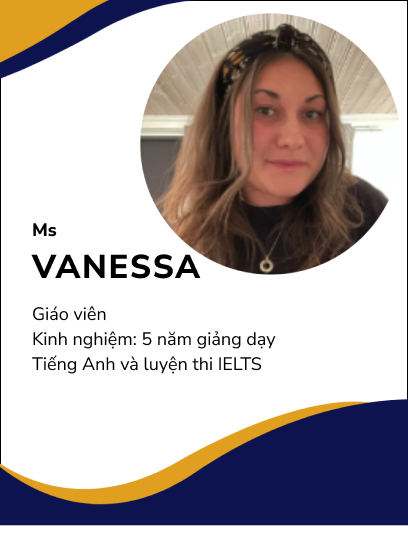 Ms
VANESSA
Giáo viên
Kinh nghiệm: 5 năm giảng dạy
Tiếng Anh và luyện thi IELTS